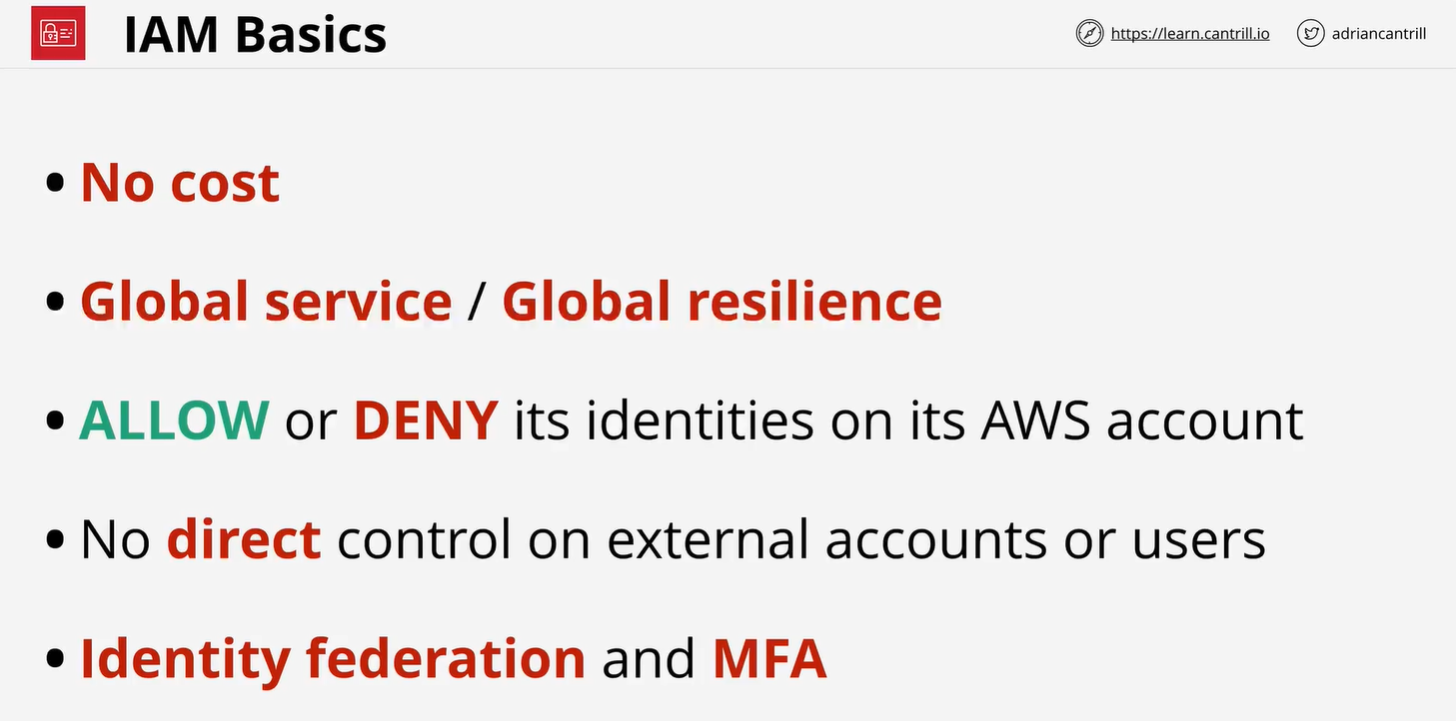 IAM Basics
https://learn.cantrill.io
adriancantrill
• No cost
• Global service / Global resilience
• ALLOW or DENY its identities on its AWS account
• No direct control on external accounts or users
• Identity federation and MFA